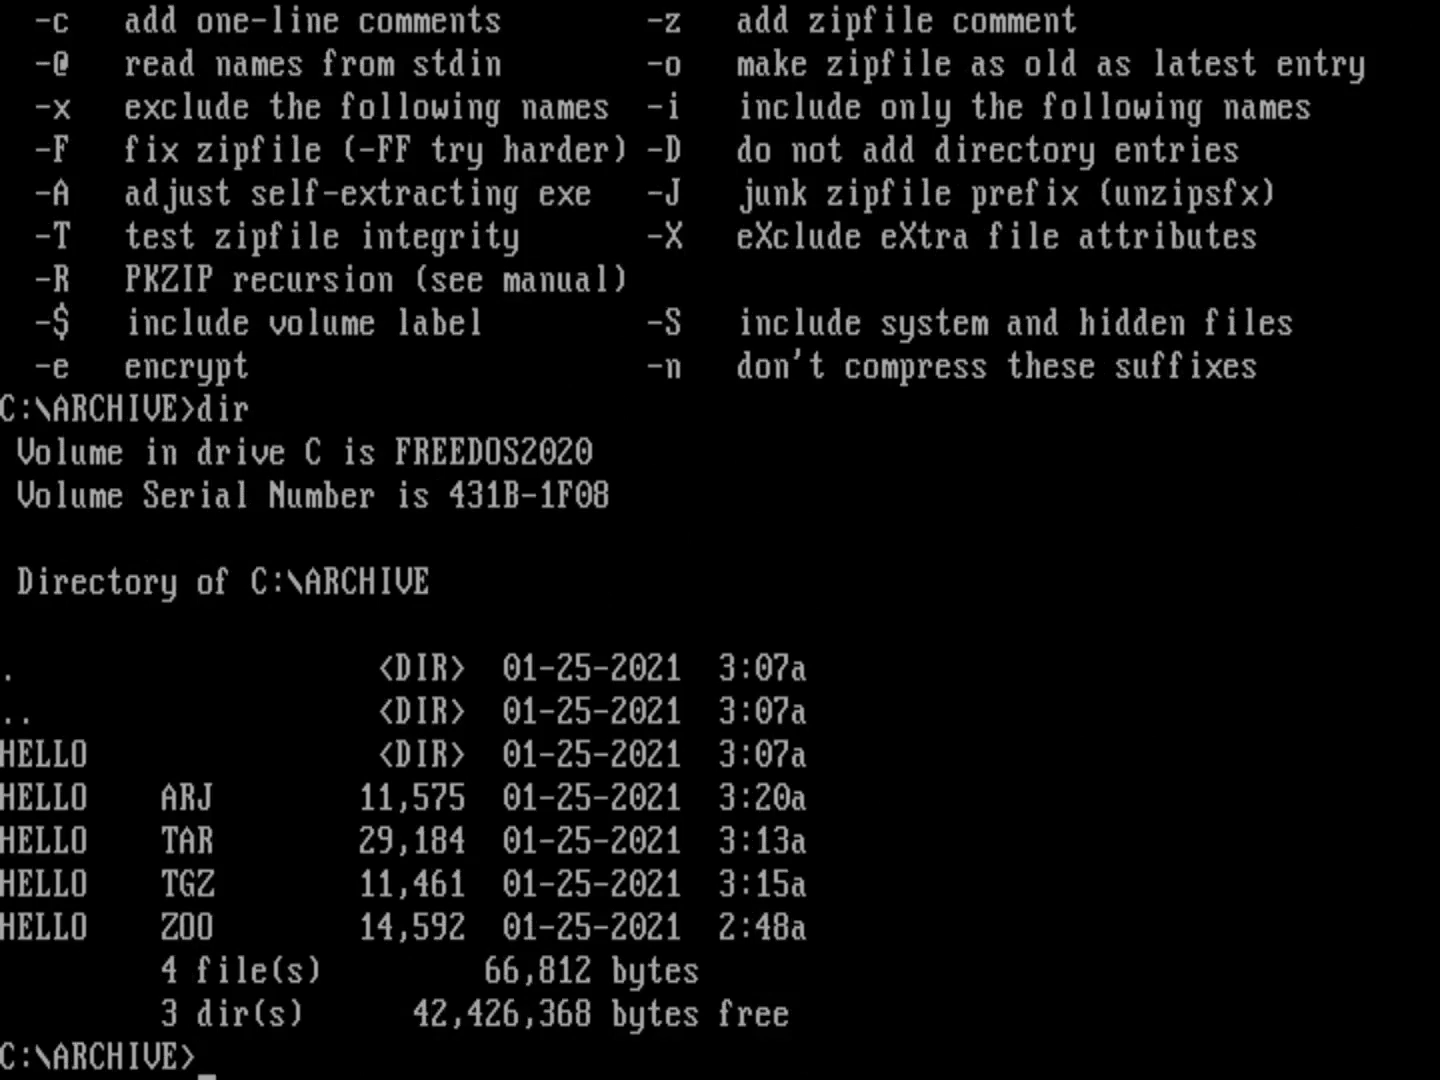 -c   add one-line comments        -z   add zipfile comment
-@   read names from stdin        -o   make zipfile as old as latest entry
-x   exclude the following names  -i   include only the following names
-F   fix zipfile (-FF try harder) -D   do not add directory entries
-A   adjust self-extracting exe   -J   junk zipfile prefix (unzipsfx)
-T   test zipfile integrity       -X   eXclude eXtra file attributes
-R   PKZIP recursion (see manual)
-$   include volume label         -S   include system and hidden files
-e   encrypt                      -n   don't compress these suffixes
C:\ARCHIVE>dir
Volume in drive C is FREEDOS2020
Volume Serial Number is 431B-1F08
Directory of C:\ARCHIVE
.                    <DIR>  01-25-2021  3:07a
..                   <DIR>  01-25-2021  3:07a
HELLO                <DIR>  01-25-2021  3:07a
HELLO    ARJ        11,575  01-25-2021  3:20a
HELLO    TAR        29,184  01-25-2021  3:13a
HELLO    TGZ        11,461  01-25-2021  3:15a
HELLO    ZOO        14,592  01-25-2021  2:48a
4 file(s)         66,812 bytes
3 dir(s)      42,426,368 bytes free
C:\ARCHIVE>_